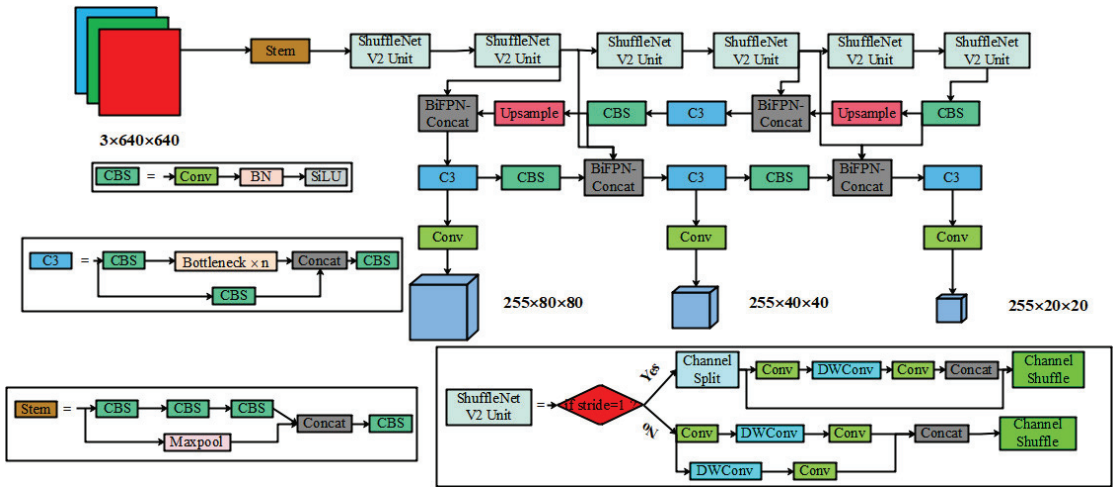 Stem
ShuffleNet
V2 Unit
ShuffleNet
V2 Unit
ShuffleNet
V2 Unit
ShuffleNet
V2 Unit
ShuffleNet
V2 Unit
ShuffleNet
V2 Unit
3×640×640
BiFPN-
Concat
Upsample
CBS
C3
BiFPN-
Concat
Upsample
CBS
CBS
=
Conv
BN
SiLU
C3
CBS
BiFPN-
Concat
C3
CBS
BiFPN-
Concat
C3
Conv
Conv
Conv
255×80×80
255×40×40
255×20×20
C3
=
CBS
Bottleneck ×n
Concat
CBS
CBS
Stem
=
CBS
CBS
CBS
Maxpool
Concat
CBS
ShuffleNet
V2 Unit
=
if stride=1 ?
Yes
Channel
Split
Conv
DWConv
Conv
Concat
Channel
Shuffle
No
Conv
DWConv
Conv
Concat
Channel
Shuffle
DWConv
Conv